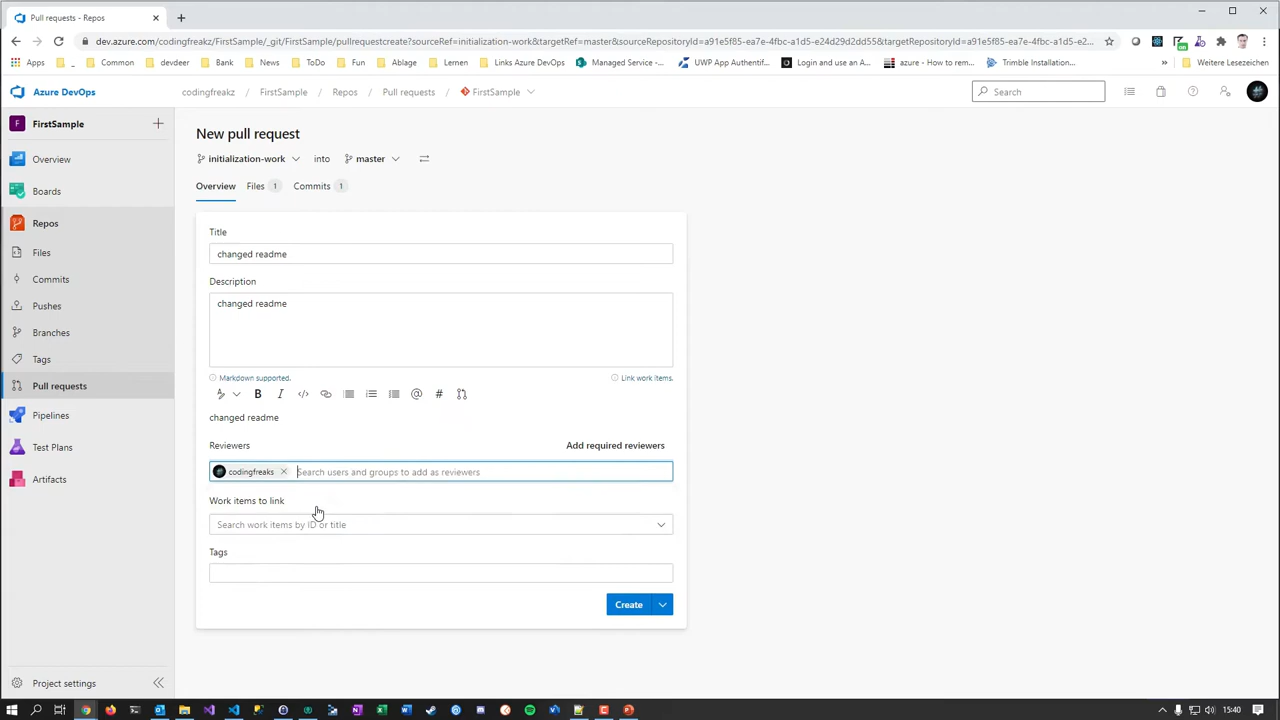 Pull requests - Repos
dev.azure.com/codingfreakz/FirstSample/_git/FirstSample/pullrequestcreate?sourceRef=initialization-work&targetRef=master&sourceRepositoryId=a91e5f85-ea7e-4fbc-a1d5-e24d29d2dd55&targetRepositoryId=a91e5f85-ea7e-4fbc-a1d5-e2...
Apps _ Common devdeer Bank News ToDo Fun Ablage Lernen Links Azure DevOps Managed Service -... UWP App Authentif... Login and use an A... azure - How to rem... Trimble Installation.... » Weitere Lesezeichen
Azure DevOps codingfreakz / FirstSample / Repos / Pull requests / FirstSample Search
F FirstSample
Overview
Boards
Repos
Files
Commits
Pushes
Branches
Tags
Pull requests
Pipelines
Test Plans
Artifacts
Project settings
New pull request
initialization-work into master
Overview Files 1 Commits 1
Title
changed readme
Description
changed readme
Markdown supported. Link work items.
changed readme
Reviewers Add required reviewers
codingfreaks Search users and groups to add as reviewers
Work items to link
Search work items by ID or title
Tags
Create
15:40